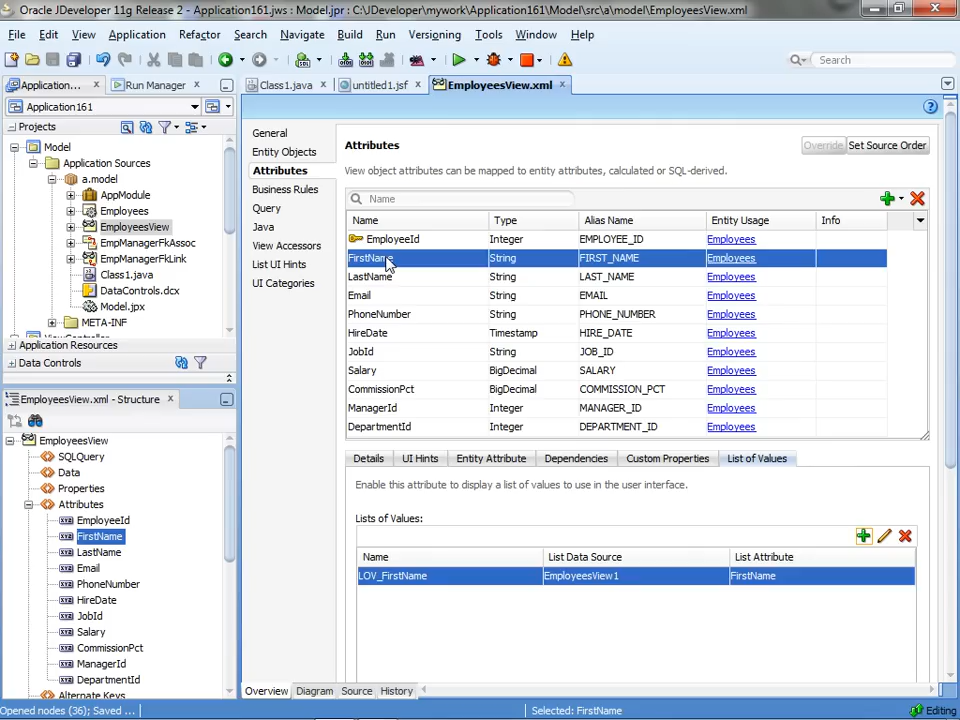 Oracle JDeveloper 11g Release 2 - Application161.jws : Model.jpr : C:\JDeveloper\mywork\Application161\Model\src\a\model\EmployeesView.xml
File Edit View Application Refactor Search Navigate Build Run Versioning Tools Window Help
Search
Application... Run Manager
Class1.java untitled1.jsf EmployeesView.xml
Application161
Projects
Model
Application Sources
a.model
AppModule
Employees
EmployeesView
EmpManagerFkAssoc
EmpManagerFkLink
Class1.java
DataControls.dcx
Model.jpx
META-INF
Application Resources
Data Controls
EmployeesView.xml - Structure
EmployeesView
SQLQuery
Data
Properties
Attributes
EmployeeId
FirstName
LastName
Email
PhoneNumber
HireDate
JobId
Salary
CommissionPct
ManagerId
DepartmentId
Alternate Keys
General
Entity Objects
Attributes
Business Rules
Query
Java
View Accessors
List UI Hints
UI Categories
Attributes
Override Set Source Order
View object attributes can be mapped to entity attributes, calculated or SQL-derived.
Name
Name Type Alias Name Entity Usage Info
EmployeeId Integer EMPLOYEE_ID Employees
FirstName String FIRST_NAME Employees
LastName String LAST_NAME Employees
Email String EMAIL Employees
PhoneNumber String PHONE_NUMBER Employees
HireDate Timestamp HIRE_DATE Employees
JobId String JOB_ID Employees
Salary BigDecimal SALARY Employees
CommissionPct BigDecimal COMMISSION_PCT Employees
ManagerId Integer MANAGER_ID Employees
DepartmentId Integer DEPARTMENT_ID Employees
Details UI Hints Entity Attribute Dependencies Custom Properties List of Values
Enable this attribute to display a list of values to use in the user interface.
Lists of Values:
Name List Data Source List Attribute
LOV_FirstName EmployeesView1 FirstName
Overview Diagram Source History
Opened nodes (36); Saved ... Selected: FirstName Editing